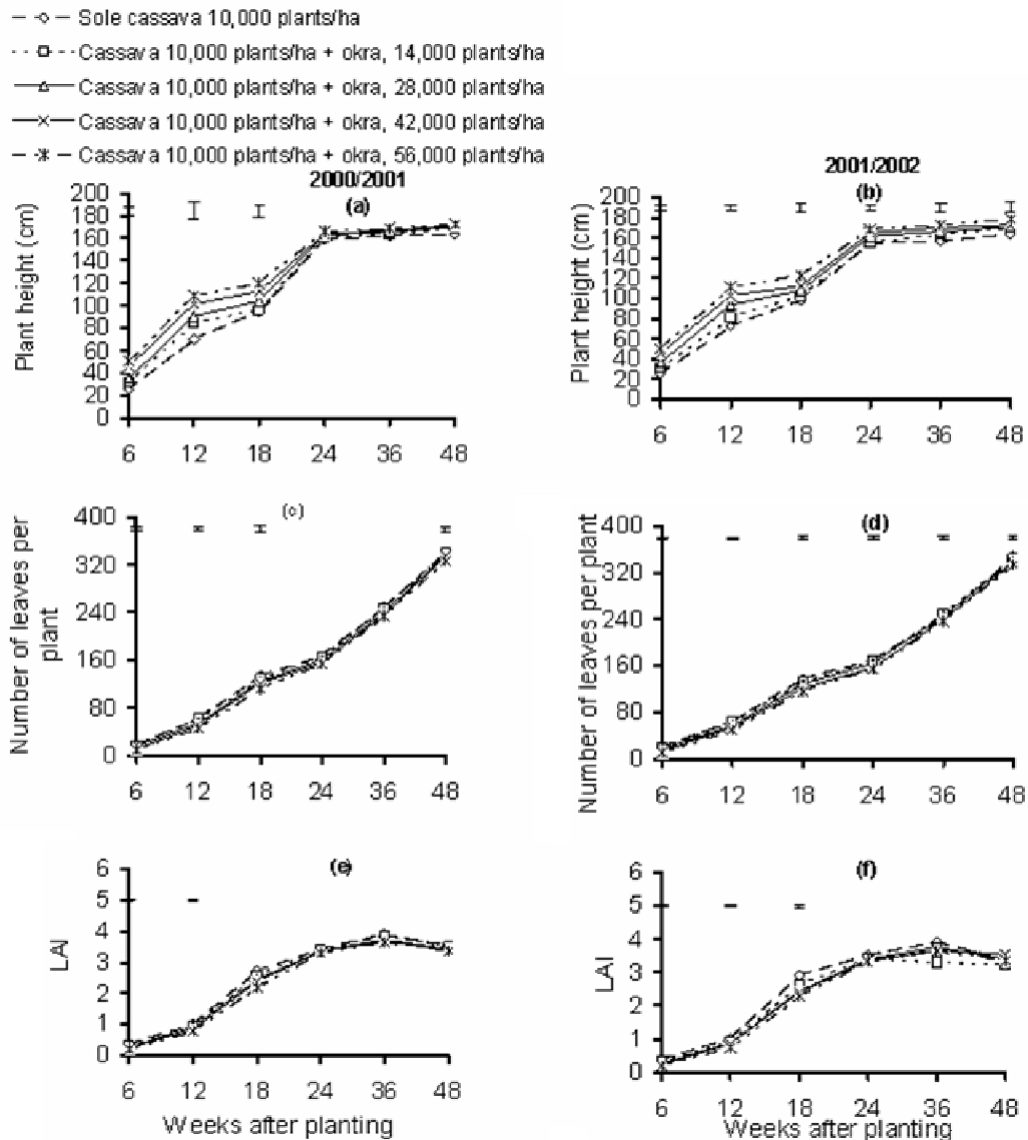 Sole cassava 10,000 plants/ha
Cassava 10,000 plants/ha + okra, 14,000 plants/ha
Cassava 10,000 plants/ha + okra, 28,000 plants/ha
Cassava 10,000 plants/ha + okra, 42,000 plants/ha
Cassava 10,000 plants/ha + okra, 56,000 plants/ha
2000/2001
(a)
Plant height (cm)
200
180
160
140
120
100
80
60
40
20
0
6 12 18 24 36 48
2001/2002
(b)
Plant height (cm)
200
180
160
140
120
100
80
60
40
20
0
6 12 18 24 36 48
(c)
Number of leaves per
plant
400
320
240
160
80
0
6 12 18 24 36 48
(d)
Number of leaves per plant
400
320
240
160
80
0
6 12 18 24 36 48
(e)
LAI
6
5
4
3
2
1
0
6 12 18 24 36 48
Weeks after planting
(f)
LAI
6
5
4
3
2
1
0
6 12 18 24 36 48
Weeks after planting